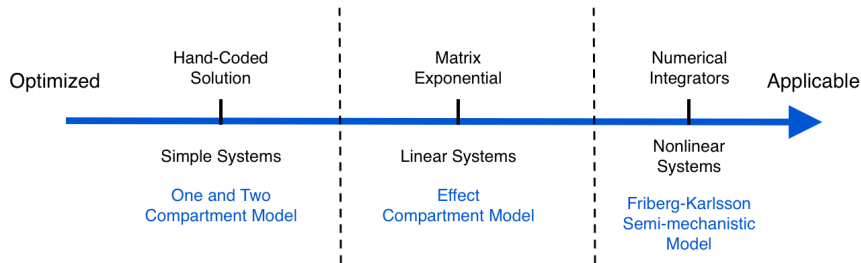 Optimized
Hand-Coded
Solution
Matrix
Exponential
Numerical
Integrators
Applicable
Simple Systems
Linear Systems
Nonlinear
Systems
One and Two
Compartment Model
Effect
Compartment Model
Friberg-Karlsson
Semi-mechanistic
Model